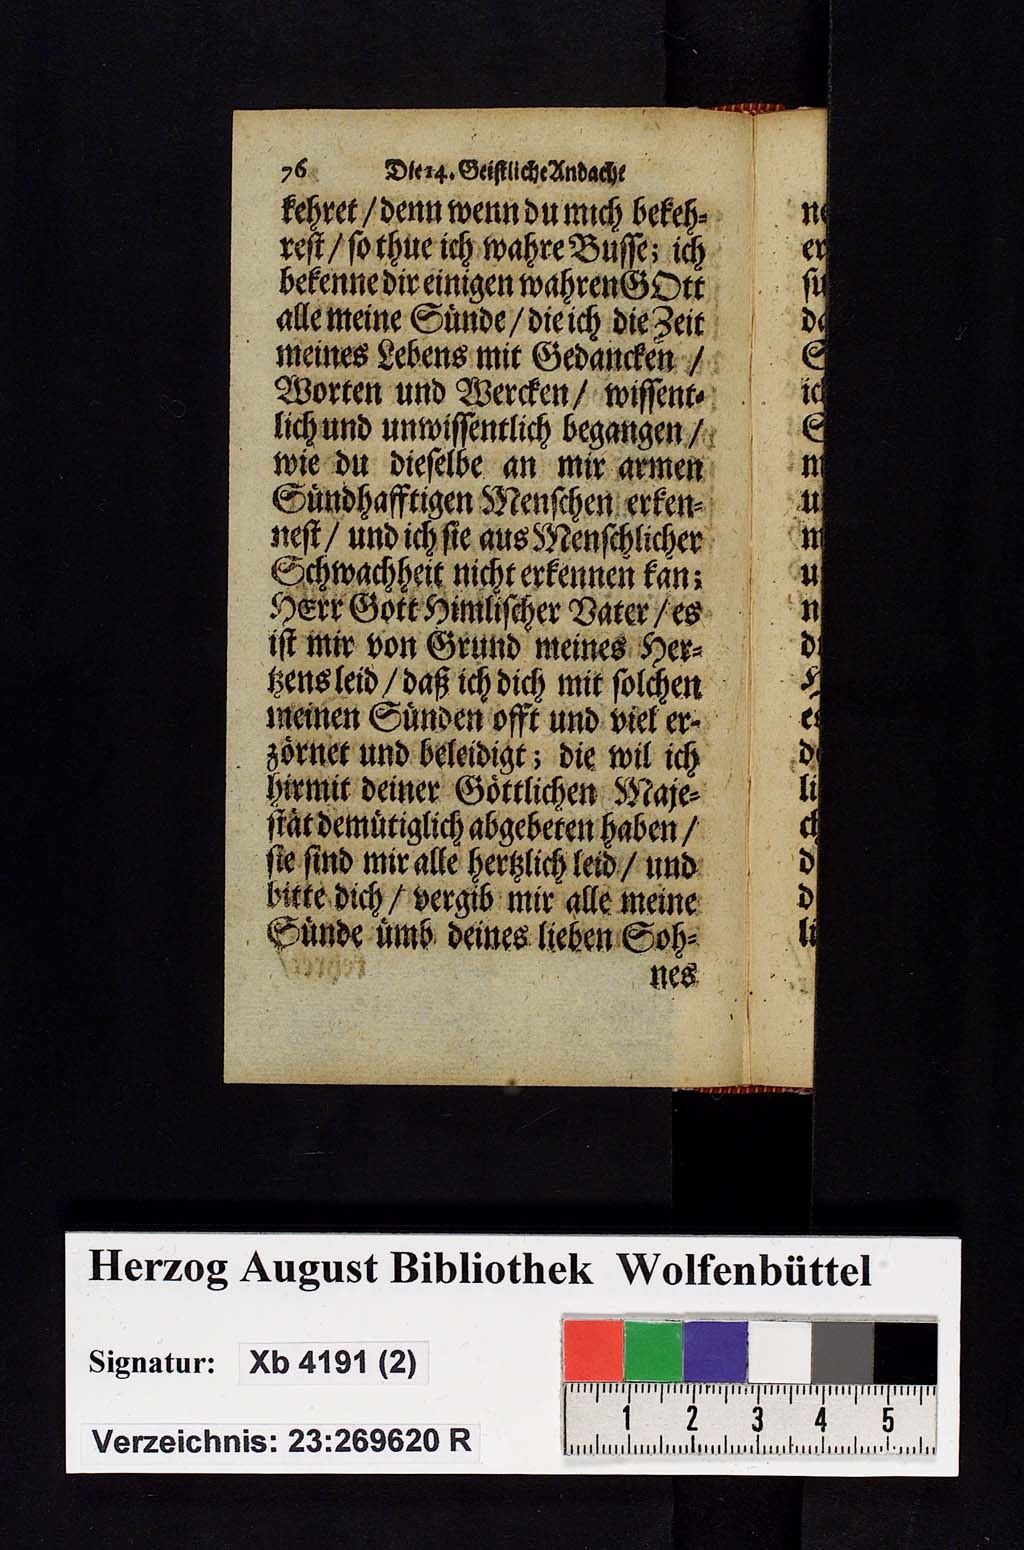 76 Die 14. Geistliche Andacht
kehret / denn wenn du mich bekeh-
rest / so thue ich wahre Busse; ich
bekenne dir einigen wahren GOtt
alle meine Sünde / die ich die Zeit
meines Lebens mit Gedancken /
Worten und Wercken / wissent-
lich und unwissentlich begangen /
wie du dieselbe an mir armen
Sündhafftigen Menschen erken-
nest / und ich sie aus Menschlicher
Schwachheit nicht erkennen kan;
HErr Gott Himlischer Vater / es
ist mir von Grund meines Her-
tzens leid / daß ich dich mit solchen
meinen Sünden offt und viel er-
zörnet und beleidigt; die wil ich
hirmit deiner Göttlichen Maje-
stät demütiglich abgebeten haben /
sie sind mir alle hertzlich leid / und
bitte dich / vergib mir alle meine
Sünde ümb deines lieben Soh-
nes
Herzog August Bibliothek Wolfenbüttel
Signatur: Xb 4191 (2)
Verzeichnis: 23:269620 R
1 2 3 4 5